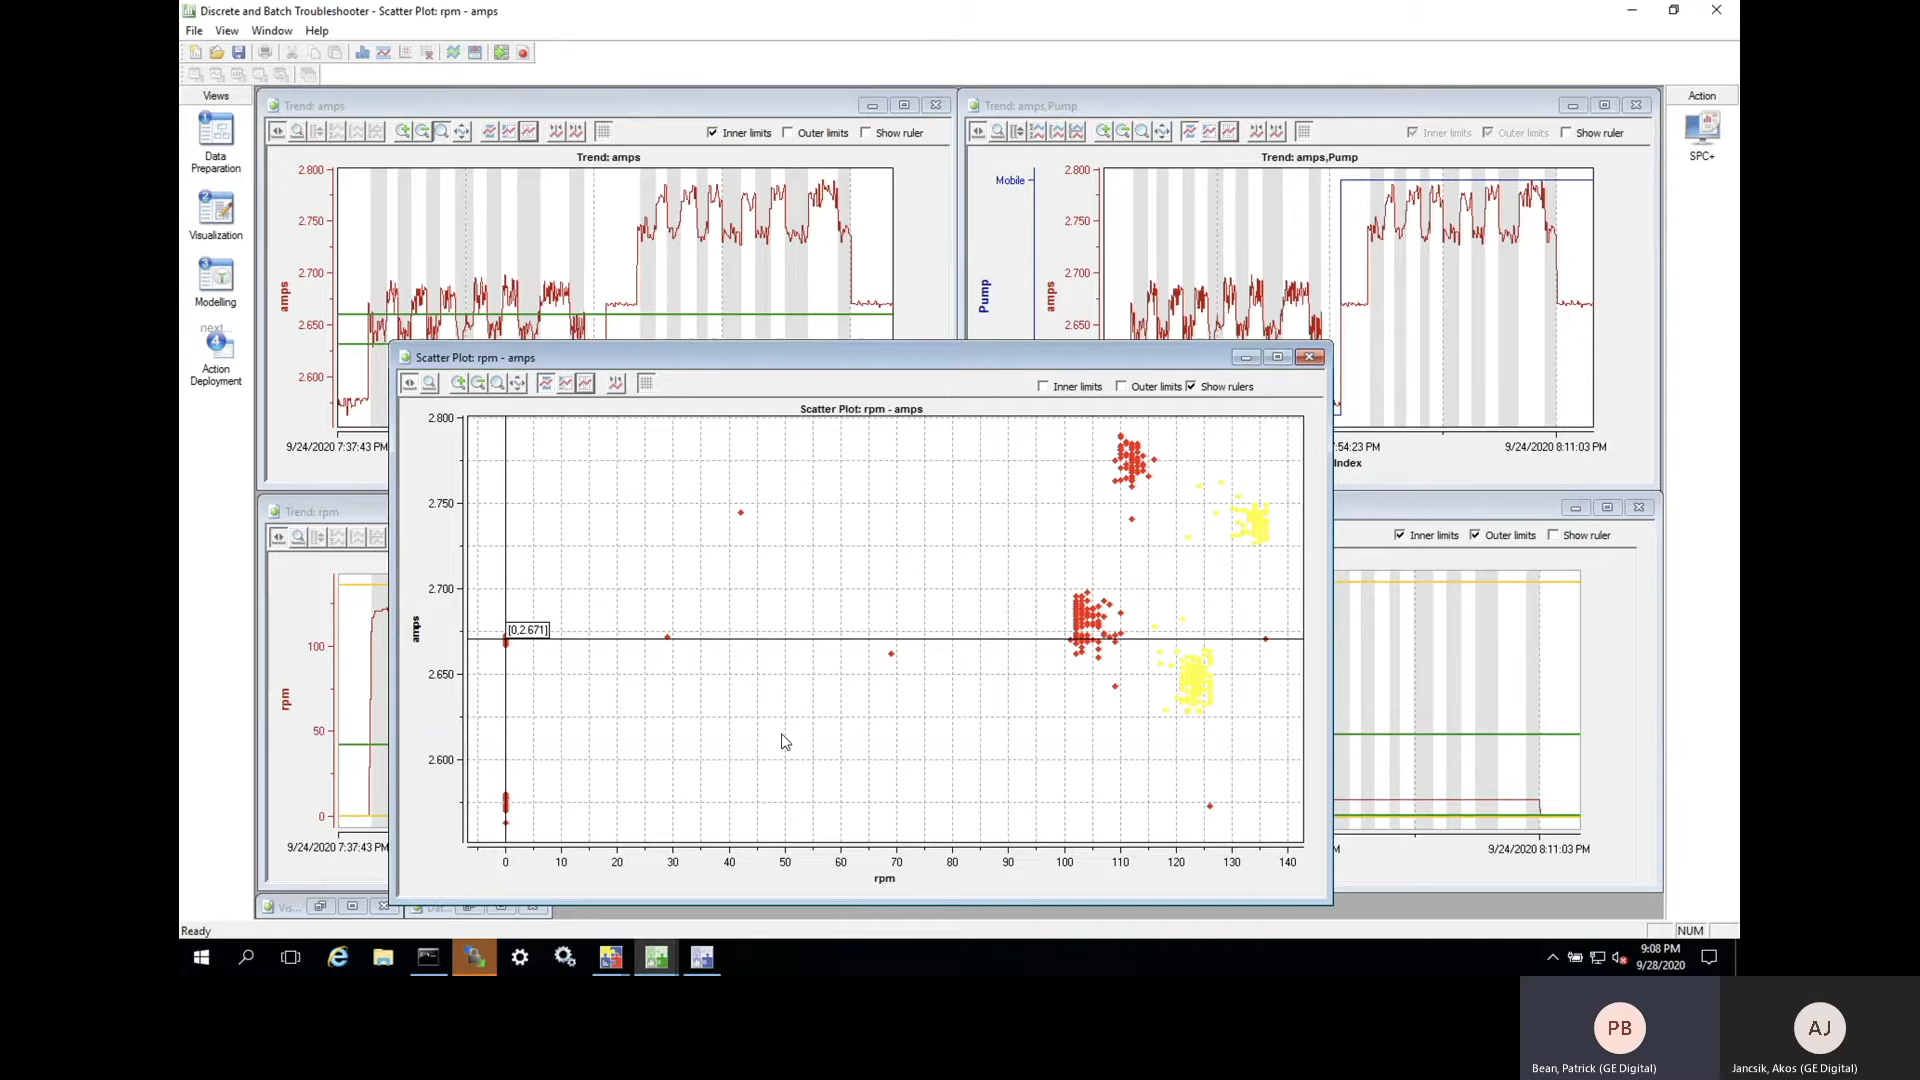 Discrete and Batch Troubleshooter - Scatter Plot: rpm - amps
File View Window Help
Views
Data Preparation
Visualization
Modelling
next...
Action Deployment
Trend: amps
Inner limits Outer limits Show ruler
Trend: amps
2.800
2.750
2.700
2.650
2.600
amps
9/24/2020 7:37:43 PM
Trend: amps,Pump
Inner limits Outer limits Show ruler
Trend: amps,Pump
Mobile
Pump
2.800
2.750
2.700
2.650
amps
:54:23 PM
9/24/2020 8:11:03 PM
Index
Action
SPC+
Scatter Plot: rpm - amps
Inner limits Outer limits Show rulers
Scatter Plot: rpm - amps
2.800
2.750
2.700
2.650
2.600
amps
[0,2.671]
0 10 20 30 40 50 60 70 80 90 100 110 120 130 140
rpm
Trend: rpm
100
50
0
rpm
9/24/2020 7:37:43 PM
Inner limits Outer limits Show ruler
M
9/24/2020 8:11:03 PM
Vis...
Dat...
Ready
NUM
9:08 PM
9/28/2020
PB
Bean, Patrick (GE Digital)
AJ
Jancsik, Akos (GE Digital)